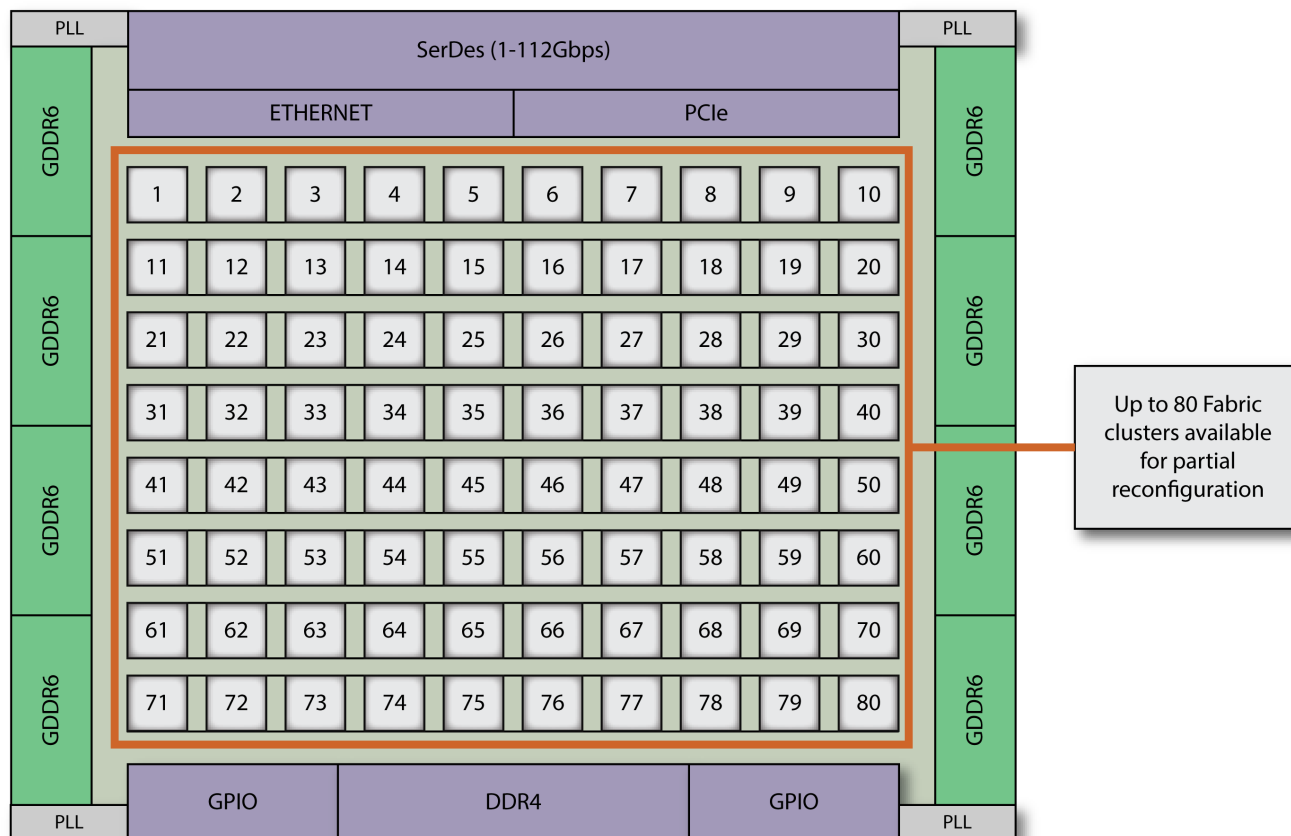 PLL
SerDes (1-112Gbps)
PLL
ETHERNET
PCIe
GDDR6
GDDR6
1 2 3 4 5 6 7 8 9 10
11 12 13 14 15 16 17 18 19 20
GDDR6
GDDR6
21 22 23 24 25 26 27 28 29 30
31 32 33 34 35 36 37 38 39 40
Up to 80 Fabric
clusters available
for partial
reconfiguration
41 42 43 44 45 46 47 48 49 50
GDDR6
GDDR6
51 52 53 54 55 56 57 58 59 60
61 62 63 64 65 66 67 68 69 70
GDDR6
GDDR6
71 72 73 74 75 76 77 78 79 80
GPIO
DDR4
GPIO
PLL
PLL